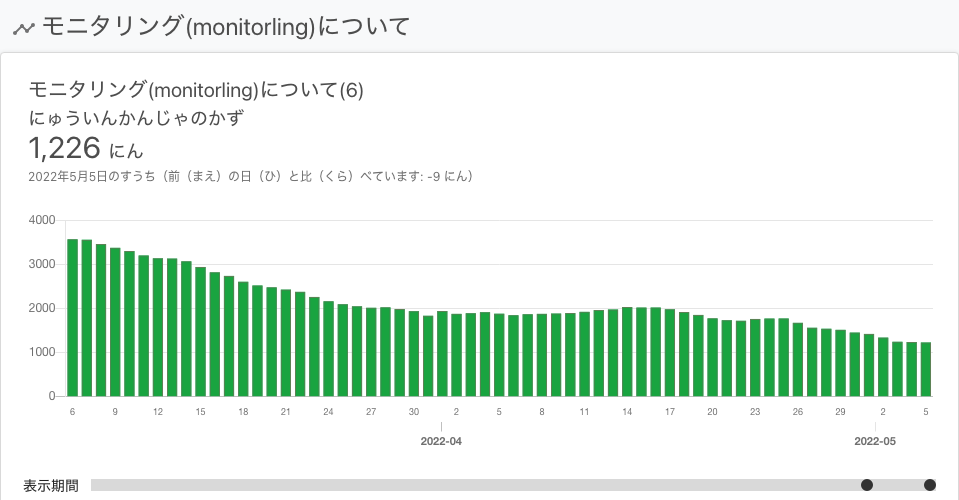 モニタリング(monitorling)について
モニタリング(monitorling)について(6)
にゅういんかんじゃのかず
1,226 にん
2022年5月5日のすうち（前（まえ）の日（ひ）と比（くら）べています: -9 にん）
4000
3000
2000
1000
0
6 9 12 15 18 21 24 27 30 2 5 8 11 14 17 20 23 26 29 2 5
2022-04 2022-05
表示期間